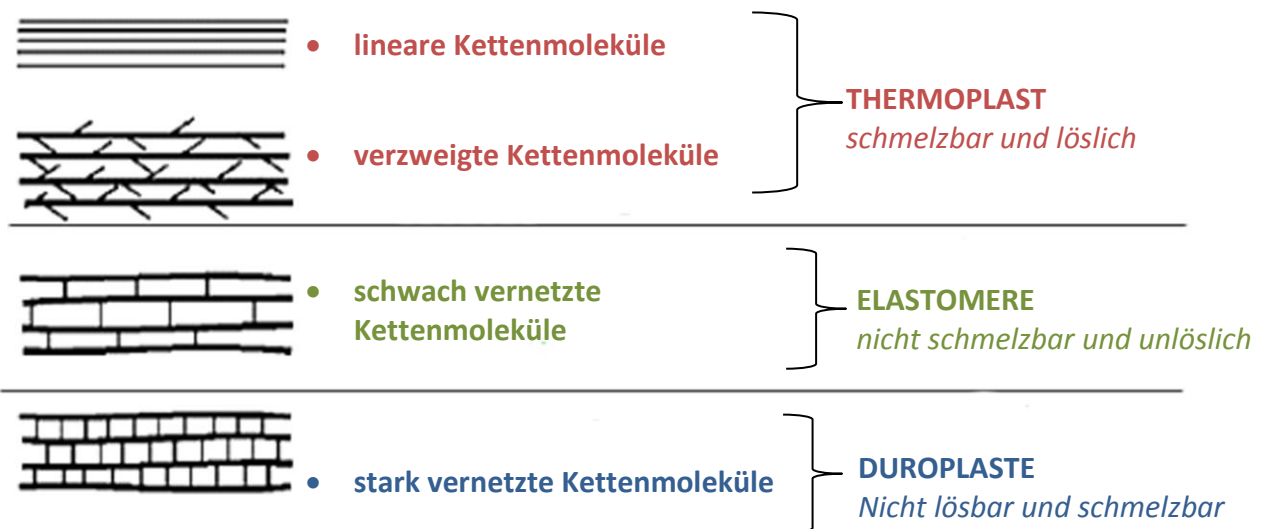 • lineare Kettenmoleküle
• verzweigte Kettenmoleküle
THERMOPLAST
schmelzbar und löslich
• schwach vernetzte
Kettenmoleküle
ELASTOMERE
nicht schmelzbar und unlöslich
• stark vernetzte Kettenmoleküle
DUROPLASTE
Nicht lösbar und schmelzbar